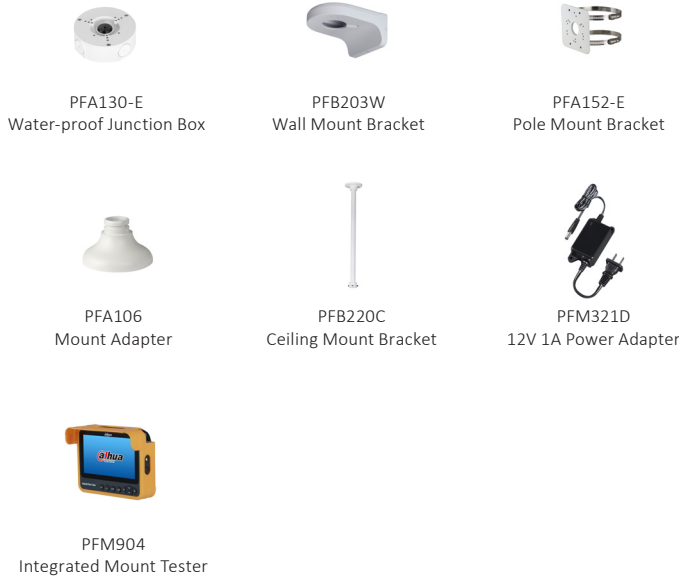 PFA130-E
Water-proof Junction Box
PFB203W
Wall Mount Bracket
PFA152-E
Pole Mount Bracket
PFA106
Mount Adapter
PFB220C
Ceiling Mount Bracket
PFM321D
12V 1A Power Adapter
alhua
PFM904
Integrated Mount Tester